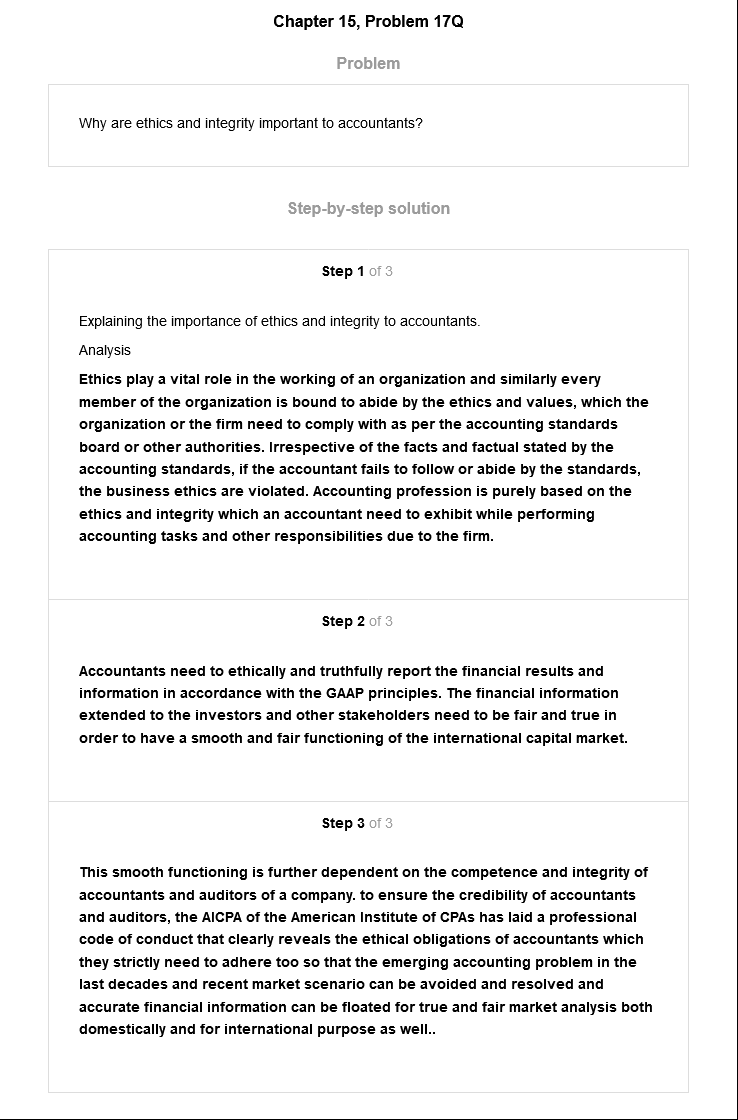 Chapter 15, Problem 17Q
Problem
Why are ethics and integrity important to accountants?
Step-by-step solution
Step 1 of 3
Explaining the importance of ethics and integrity to accountants.
Analysis
Ethics play a vital role in the working of an organization and similarly every
member of the organization is bound to abide by the ethics and values, which the
organization or the firm need to comply with as per the accounting standards
board or other authorities. Irrespective of the facts and factual stated by the
accounting standards, if the accountant fails to follow or abide by the standards,
the business ethics are violated. Accounting profession is purely based on the
ethics and integrity which an accountant need to exhibit while performing
accounting tasks and other responsibilities due to the firm.
Step 2 of 3
Accountants need to ethically and truthfully report the financial results and
information in accordance with the GAAP principles. The financial information
extended to the investors and other stakeholders need to be fair and true in
order to have a smooth and fair functioning of the international capital market.
Step 3 of 3
This smooth functioning is further dependent on the competence and integrity of
accountants and auditors of a company. to ensure the credibility of accountants
and auditors, the AICPA of the American Institute of CPAs has laid a professional
code of conduct that clearly reveals the ethical obligations of accountants which
they strictly need to adhere too so that the emerging accounting problem in the
last decades and recent market scenario can be avoided and resolved and
accurate financial information can be floated for true and fair market analysis both
domestically and for international purpose as well..